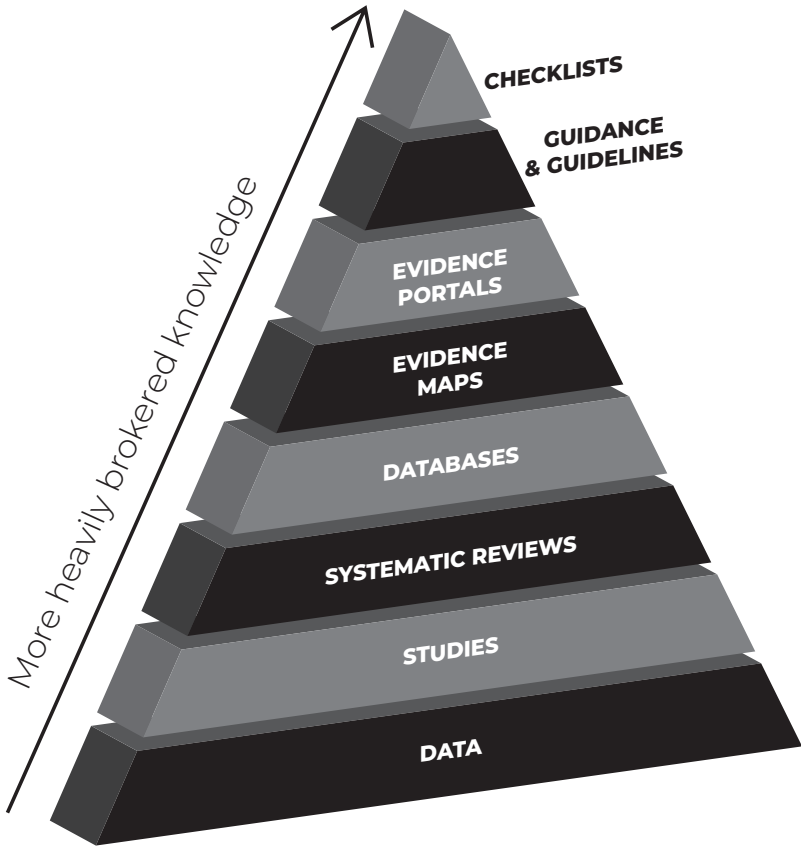 CHECKLISTS
GUIDANCE
& GUIDELINES
EVIDENCE
PORTALS
EVIDENCE
MAPS
DATABASES
SYSTEMATIC REVIEWS
STUDIES
DATA
More heavily brokered knowledge